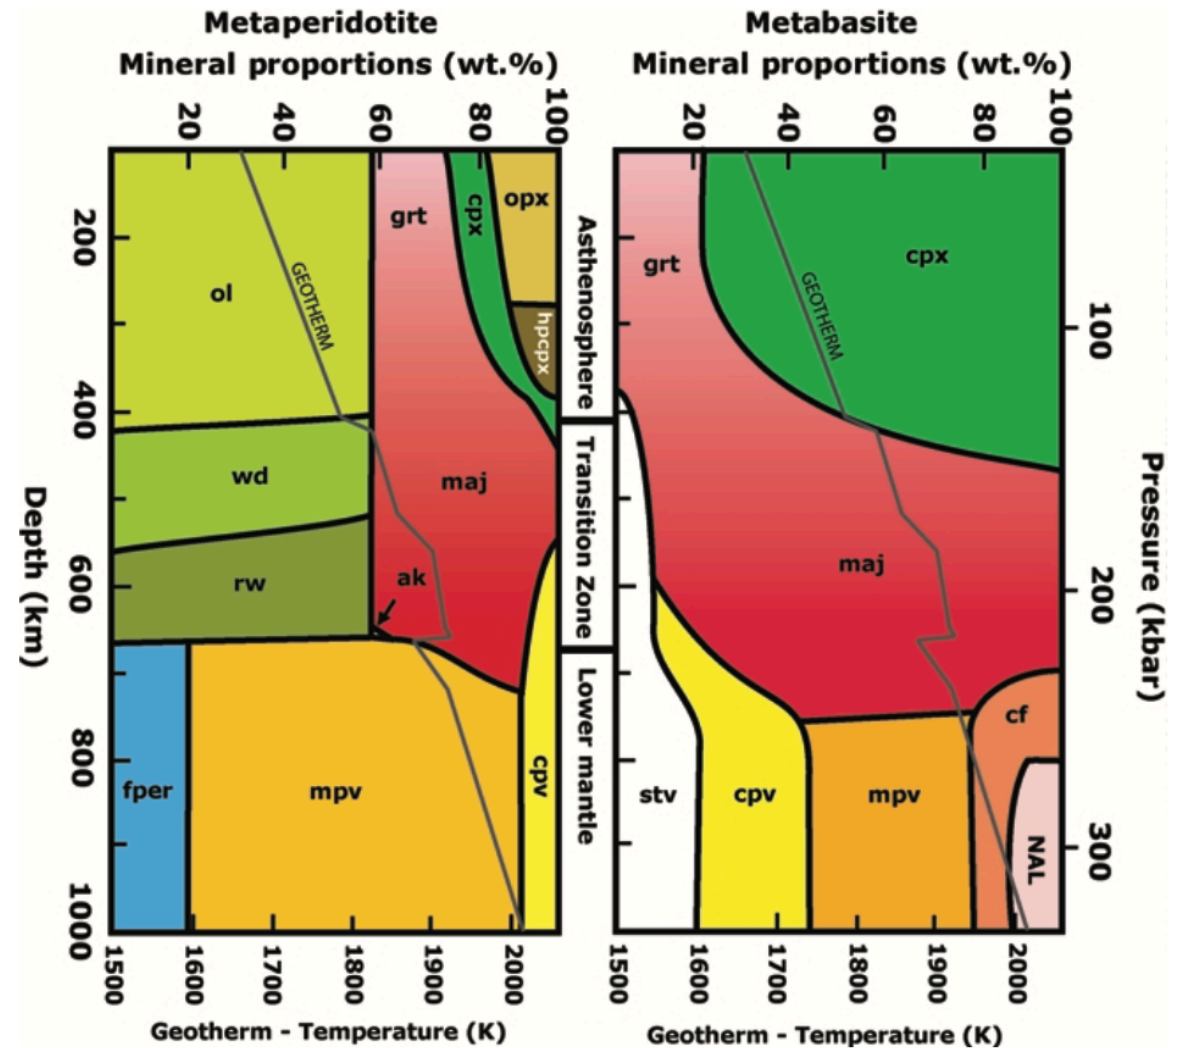 Metaperidotite
Mineral proportions (wt.%)
20 40 60 80 100
Metabasite
Mineral proportions (wt.%)
20 40 60 80 100
Depth (km)
200
400
600
800
1000
ol
GEOTHERM
grt
cpx
opx
hpcpx
wd
maj
rw
ak
fper
mpv
cpv
Asthenosphere
Transition Zone
Lower mantle
grt
GEOTHERM
cpx
maj
stv
cpv
mpv
cf
NAL
100
200
300
Pressure (kbar)
1500 1600 1700 1800 1900 2000
Geotherm - Temperature (K)
1500 1600 1700 1800 1900 2000
Geotherm - Temperature (K)